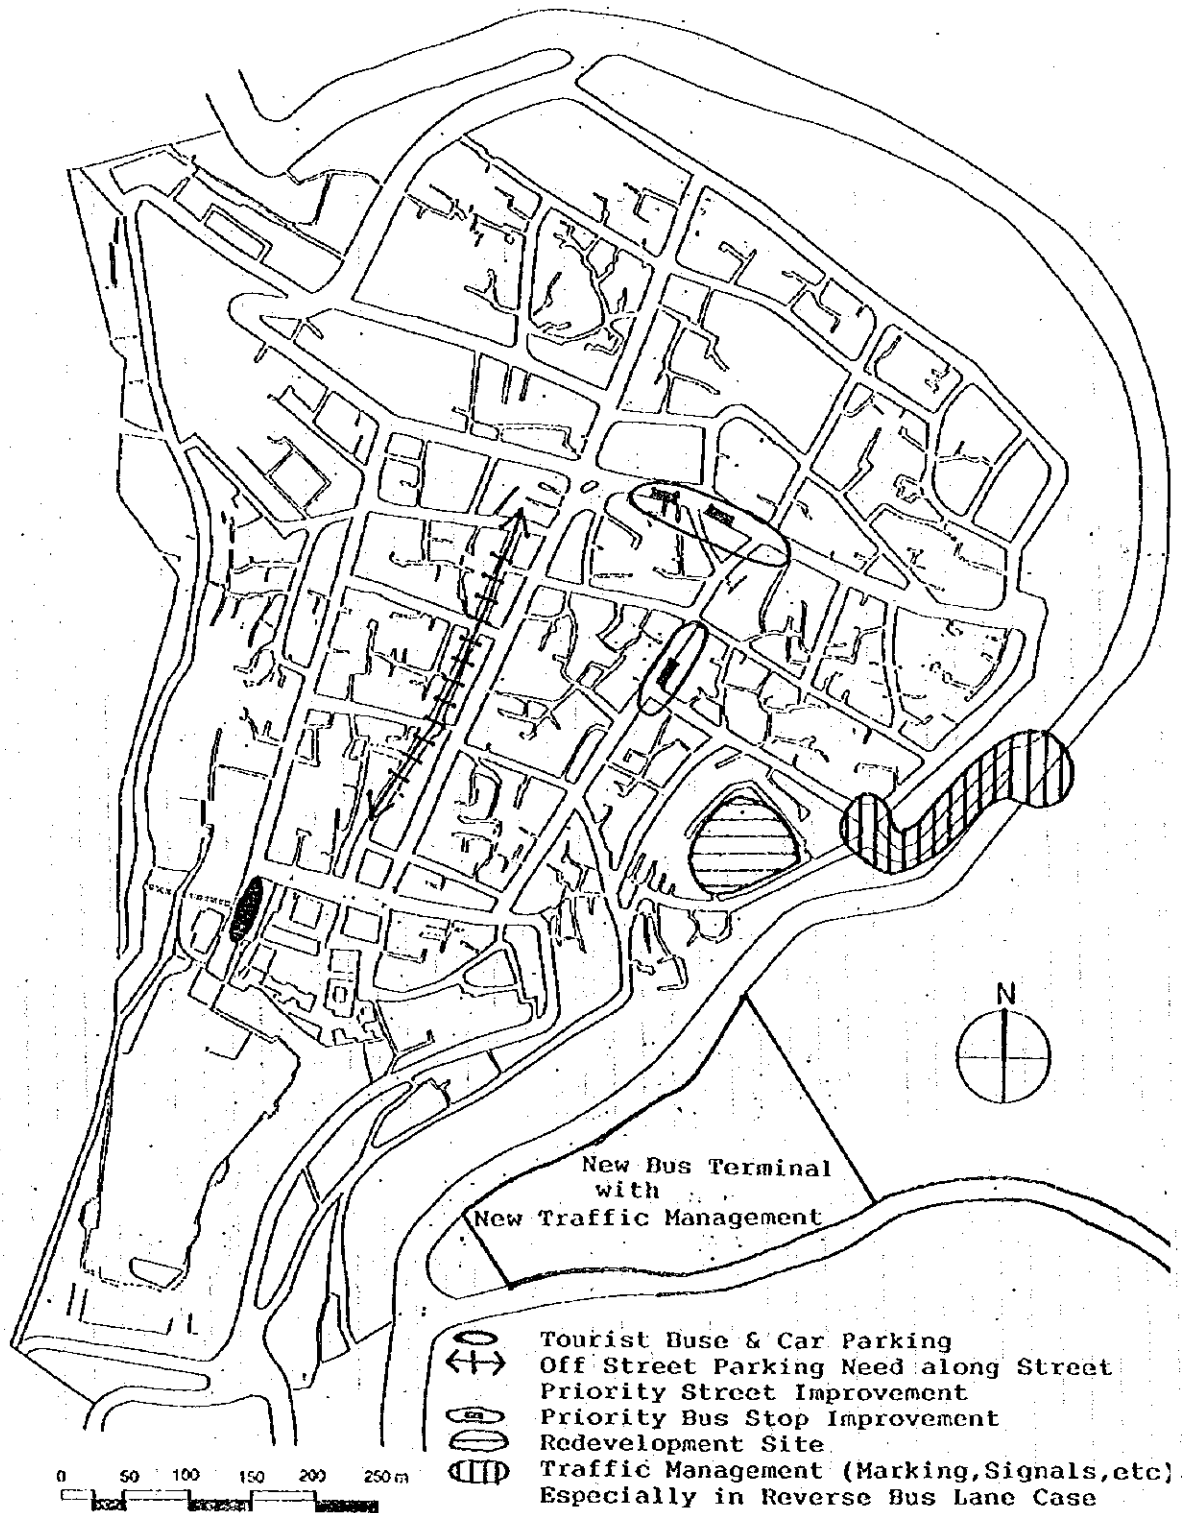 N
New Bus Terminal
with
New Traffic Management
Tourist Buse & Car Parking
Off Street Parking Need along Street
Priority Street Improvement
Priority Bus Stop Improvement
Redevelopment Site
Traffic Management (Marking,Signals,etc)
Especially in Reverse Bus Lane Case
0 50 100 150 200 250 m